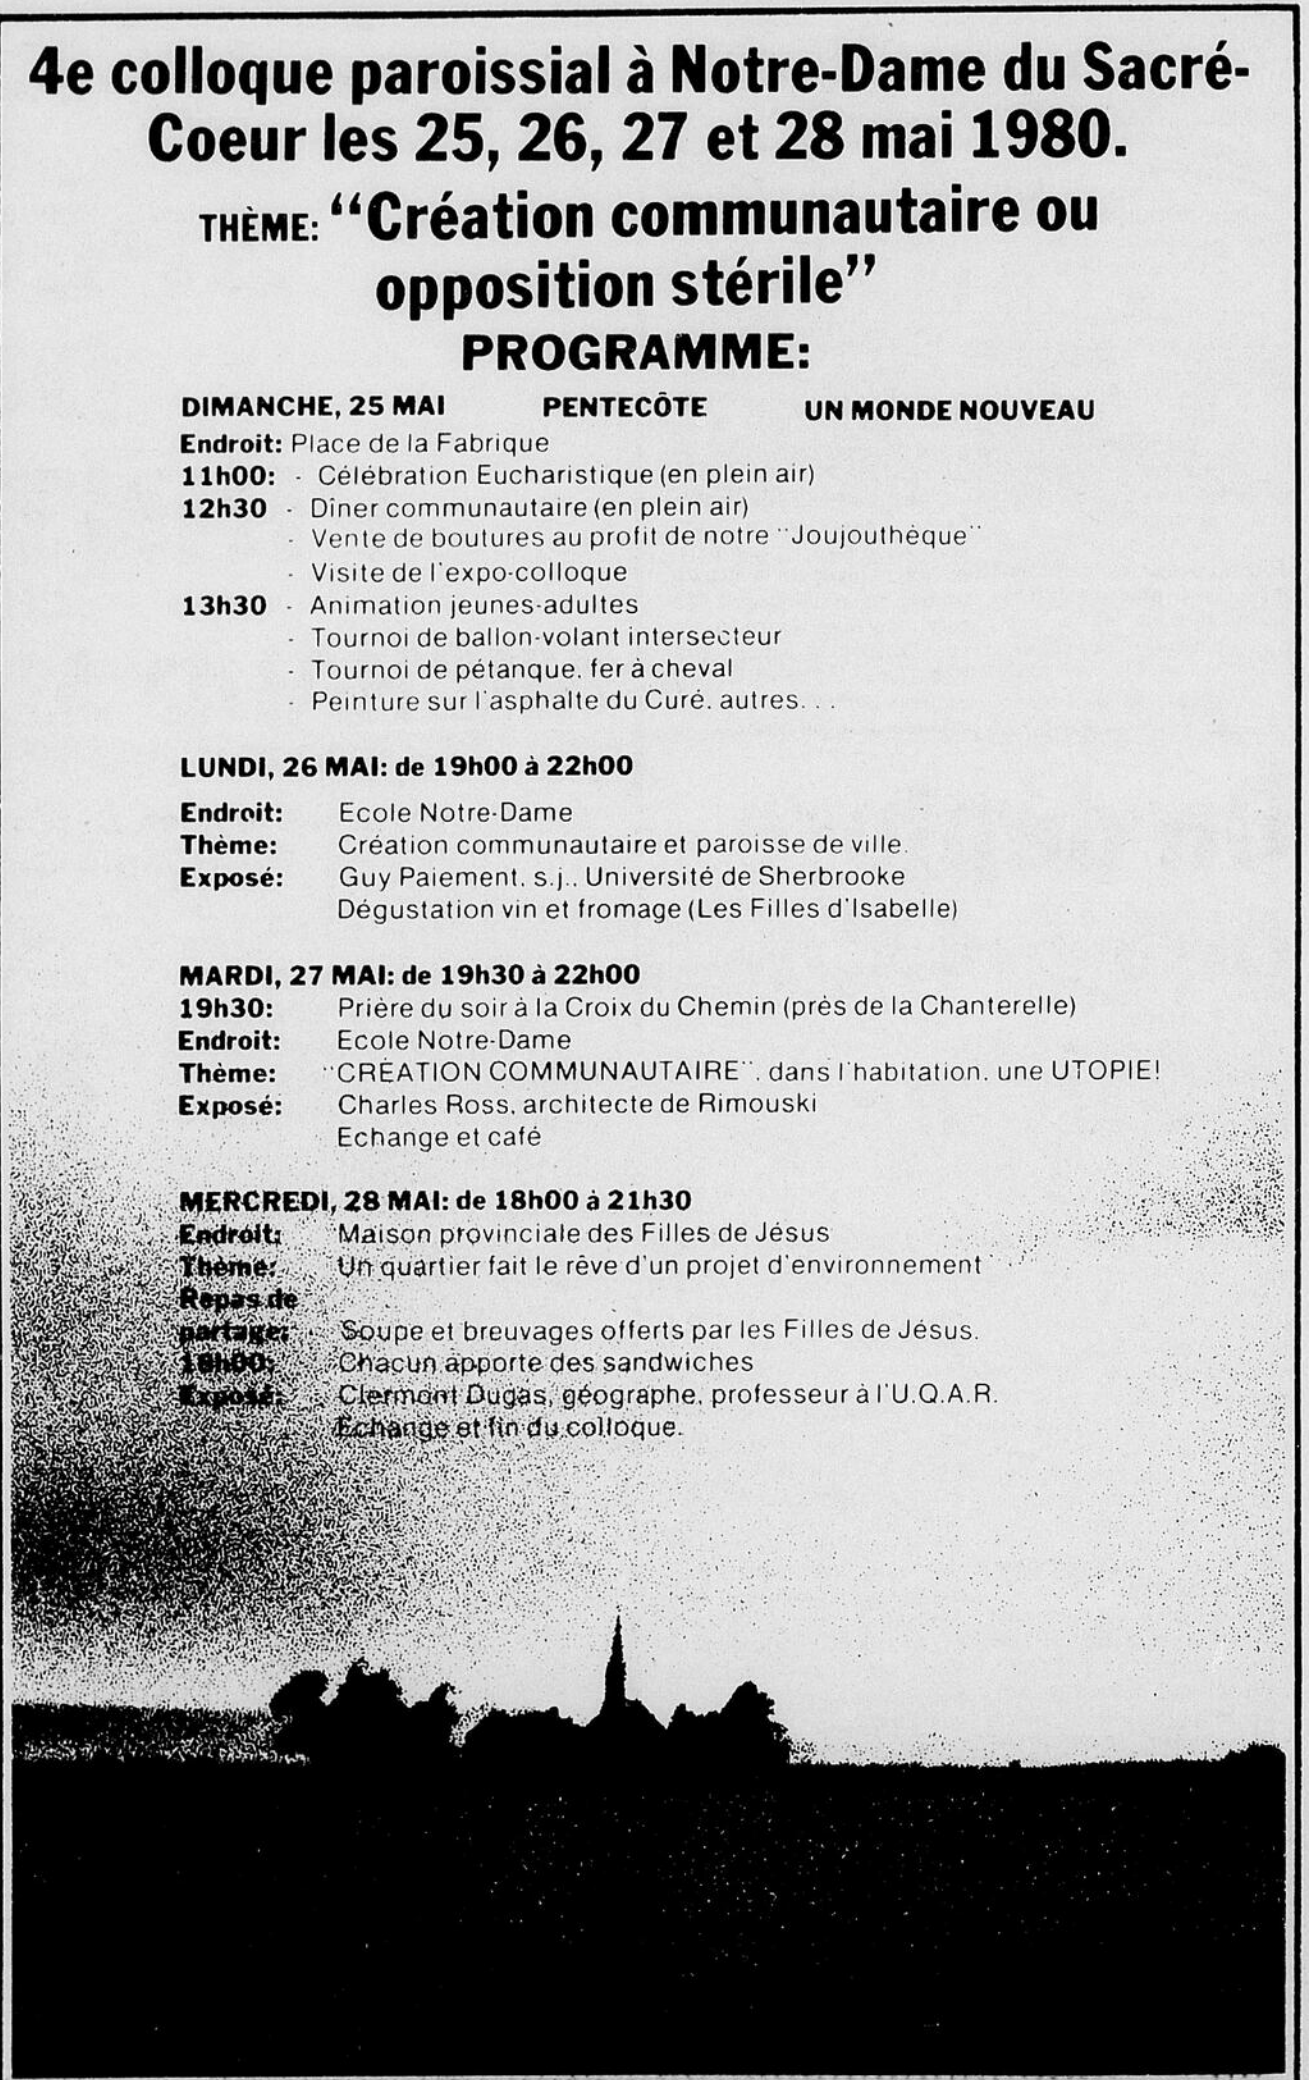 4e colloque paroissial à Notre-Dame du Sacré-
Coeur les 25, 26, 27 et 28 mai 1980.
THÈME: “Création communautaire ou
opposition stérile”
PROGRAMME:
DIMANCHE, 25 MAI PENTECÔTE UN MONDE NOUVEAU
Endroit: Place de la Fabrique
11h00: - Célébration Eucharistique (en plein air)
12h30 - Dîner communautaire (en plein air)
- Vente de boutures au profit de notre "Joujouthèque"
- Visite de l'expo-colloque
13h30 - Animation jeunes-adultes
- Tournoi de ballon-volant intersecteur
- Tournoi de pétanque, fer à cheval
- Peinture sur l'asphalte du Curé, autres. . .
LUNDI, 26 MAI: de 19h00 à 22h00
Endroit: Ecole Notre-Dame
Thème: Création communautaire et paroisse de ville.
Exposé: Guy Paiement, s.j., Université de Sherbrooke
Dégustation vin et fromage (Les Filles d'Isabelle)
MARDI, 27 MAI: de 19h30 à 22h00
19h30: Prière du soir à la Croix du Chemin (près de la Chanterelle)
Endroit: Ecole Notre-Dame
Thème: "CRÉATION COMMUNAUTAIRE", dans l'habitation, une UTOPIE!
Exposé: Charles Ross, architecte de Rimouski
Echange et café
MERCREDI, 28 MAI: de 18h00 à 21h30
Endroit: Maison provinciale des Filles de Jésus
Thème: Un quartier fait le rêve d'un projet d'environnement
Repas de
partage: Soupe et breuvages offerts par les Filles de Jésus.
18h00: Chacun apporte des sandwiches
Exposé: Clermont Dugas, géographe, professeur à l'U.Q.A.R.
Echange et fin du colloque.